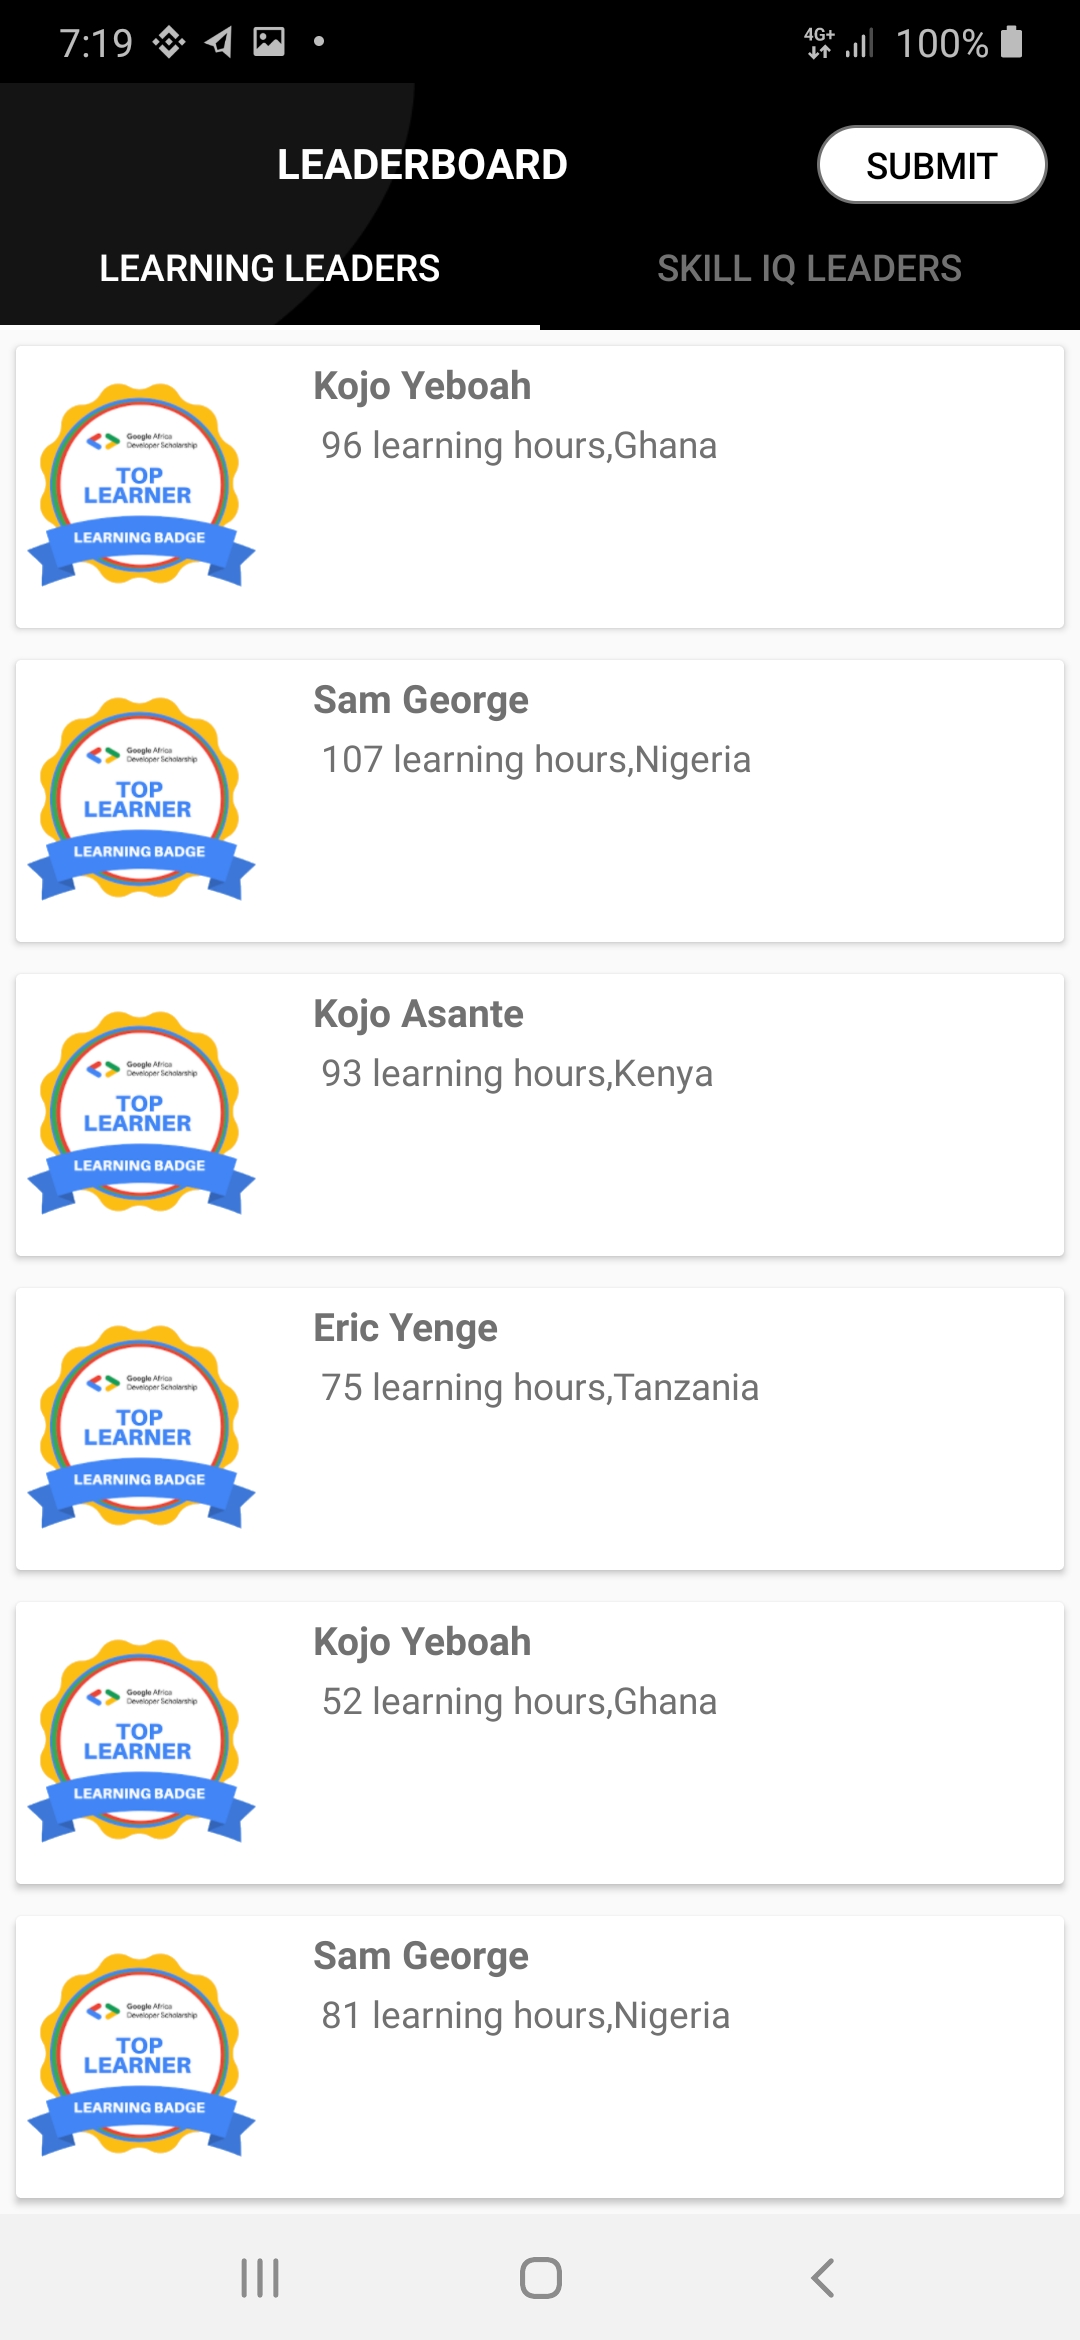 7:19
4G+
100%
LEADERBOARD
SUBMIT
LEARNING LEADERS
SKILL IQ LEADERS
Google Africa
Developer Scholarship
TOP
LEARNER
LEARNING BADGE
Kojo Yeboah
96 learning hours,Ghana
Google Africa
Developer Scholarship
TOP
LEARNER
LEARNING BADGE
Sam George
107 learning hours,Nigeria
Google Africa
Developer Scholarship
TOP
LEARNER
LEARNING BADGE
Kojo Asante
93 learning hours,Kenya
Google Africa
Developer Scholarship
TOP
LEARNER
LEARNING BADGE
Eric Yenge
75 learning hours,Tanzania
Google Africa
Developer Scholarship
TOP
LEARNER
LEARNING BADGE
Kojo Yeboah
52 learning hours,Ghana
Google Africa
Developer Scholarship
TOP
LEARNER
LEARNING BADGE
Sam George
81 learning hours,Nigeria